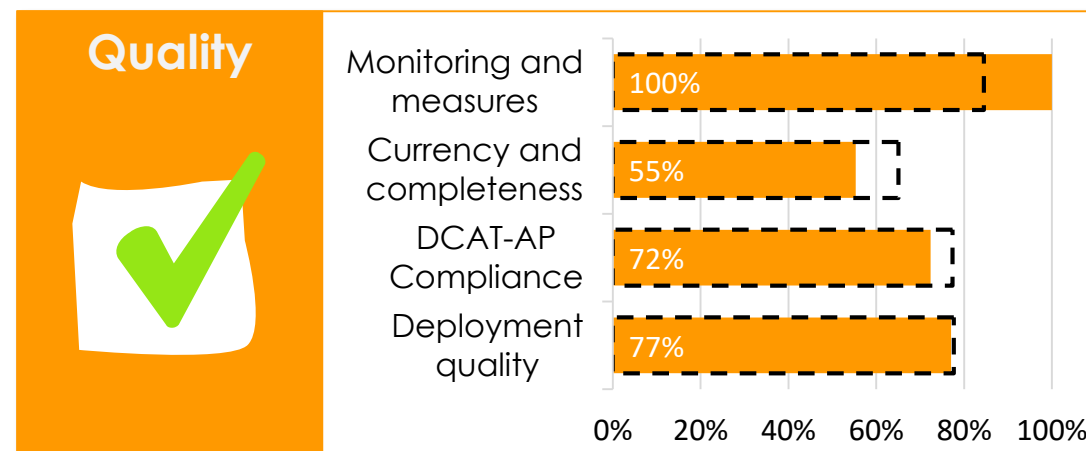 Quality
Monitoring and
measures
100%
Currency and
completeness
55%
DCAT-AP
Compliance
72%
Deployment
quality
77%
0% 20% 40% 60% 80% 100%